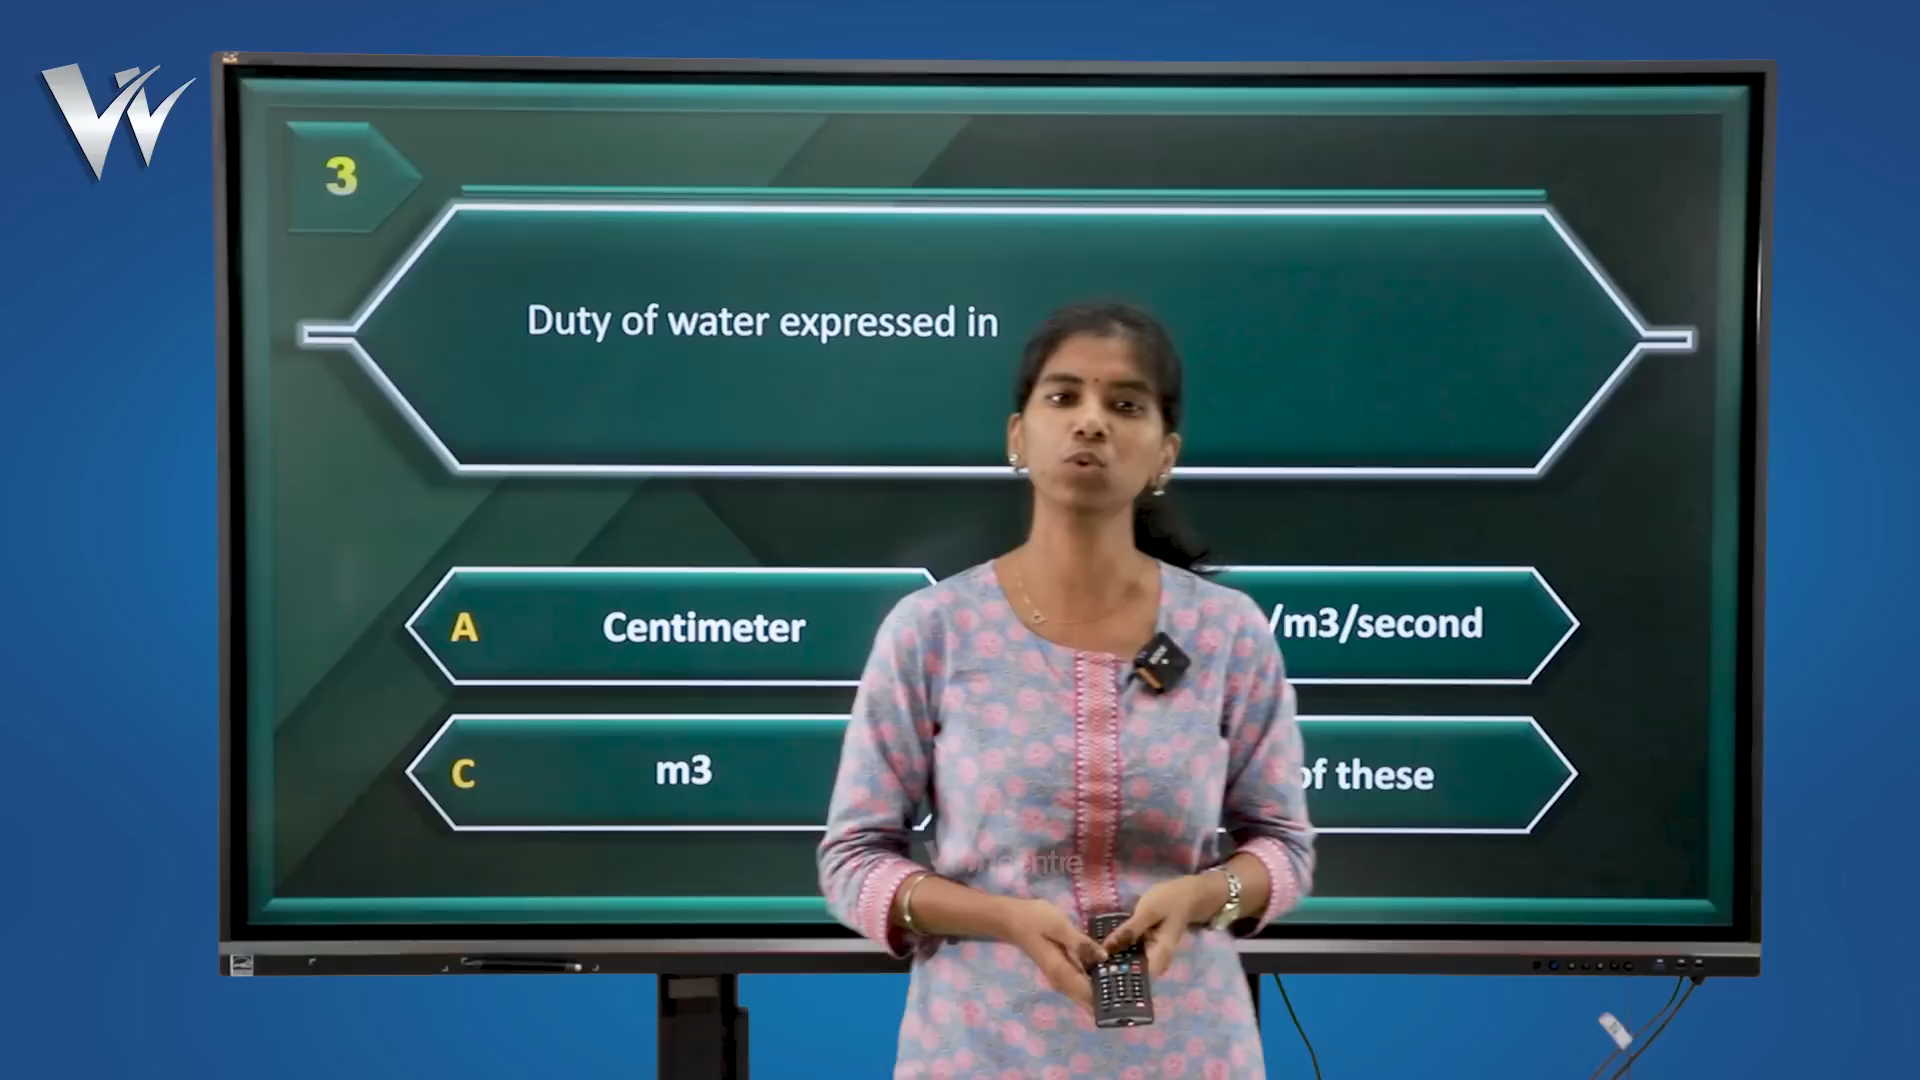 3
Duty of water expressed in
A Centimeter
/m3/second
C m3
of these